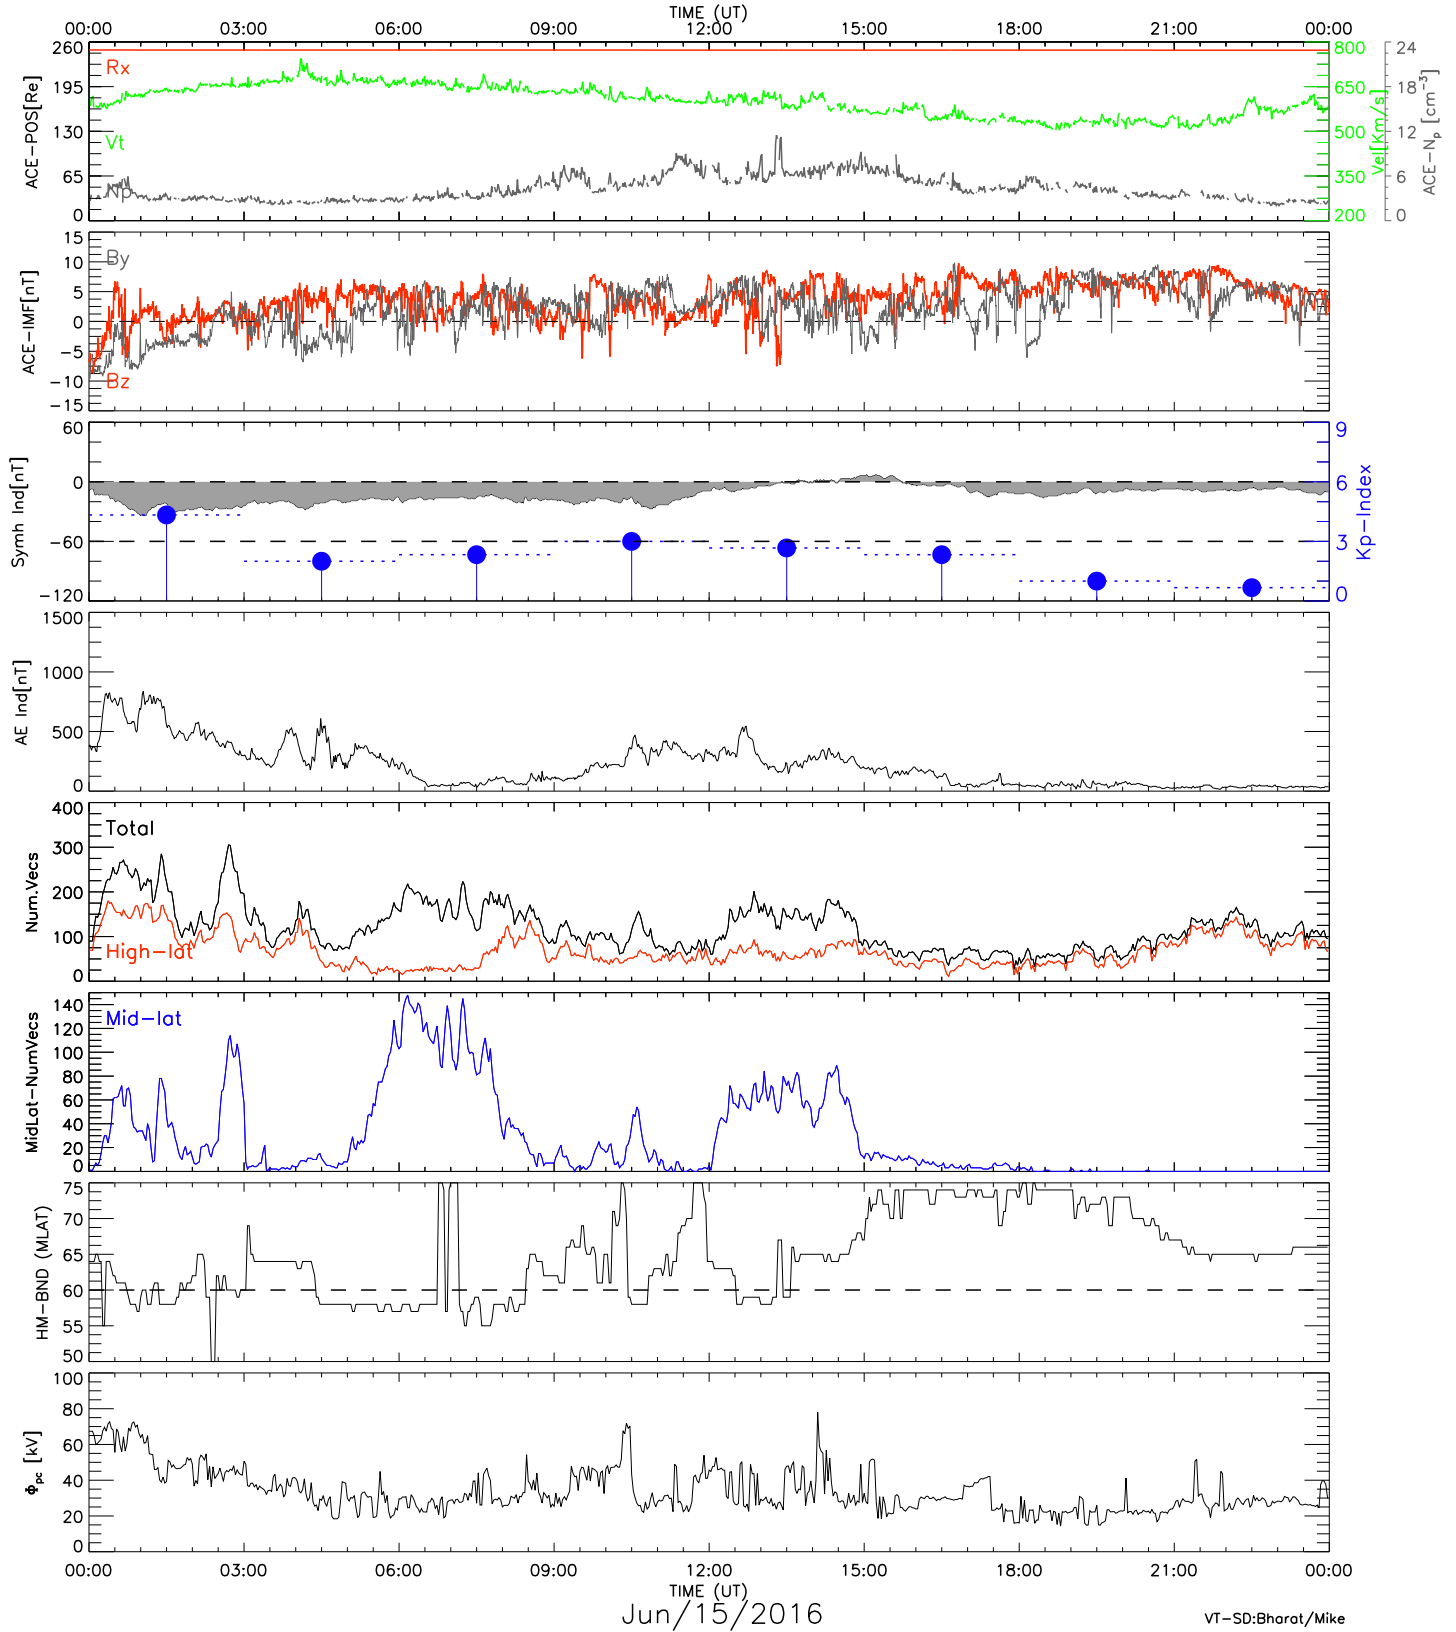 TIME (UT)
00:00 03:00 06:00 09:00 12:00 15:00 18:00 21:00 00:00
260 195 130 65 0
ACE-POS[Re]
Rx
Vt
Np
800 650 500 350 200
Vel[Km/s]
24 18 12 6 0
ACE-Np [cm-3]
15 10 5 0 -5 -10 -15
ACE-IMF[nT]
By
Bz
60 0 -60 -120
Symh Ind[nT]
9 6 3 0
Kp-Index
1500 1000 500 0
AE Ind[nT]
400 300 200 100 0
Num.Vecs
Total
High-lat
140 120 100 80 60 40 20 0
MidLat-NumVecs
Mid-lat
75 70 65 60 55 50
HM-BND (MLAT)
100 80 60 40 20 0
Φpc [kV]
00:00 03:00 06:00 09:00 12:00 15:00 18:00 21:00 00:00
TIME (UT)
Jun/15/2016
VT-SD:Bharat/Mike